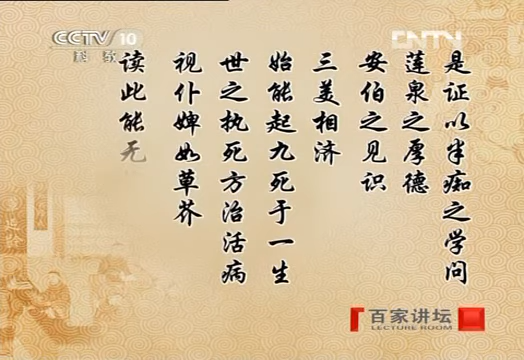 CCTV 10
科教
CNTV
是证以半痴之学问
莲泉之厚德
安伯之见识
三美相济
始能起九死于一生
世之执死方治活病
视仆婢如草芥
读此能无
百家讲坛
LECTURE ROOM